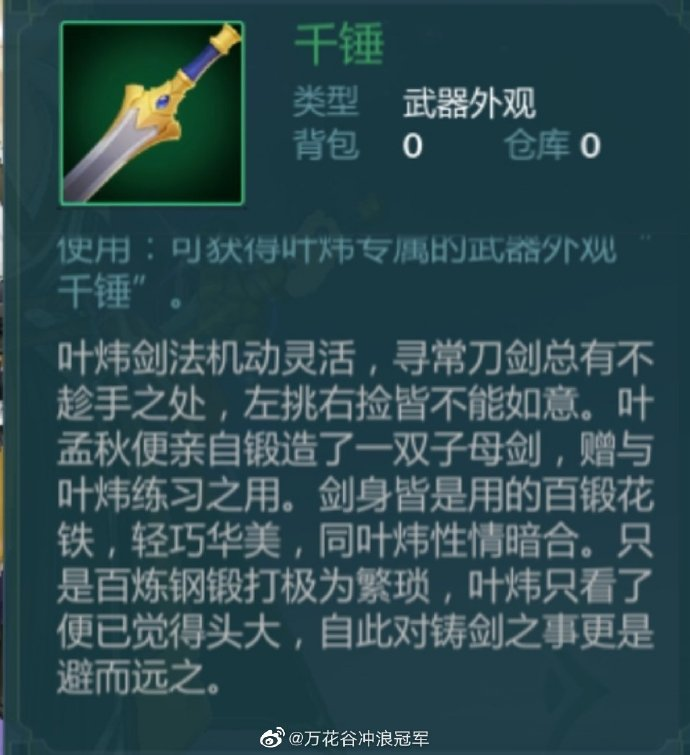 千锤
类型 武器外观
背包 0 仓库 0
使用：可获得叶炜专属的武器外观“
千锤”。
叶炜剑法机动灵活，寻常刀剑总有不
趁手之处，左挑右捡皆不能如意。叶
孟秋便亲自锻造了一双子母剑，赠与
叶炜练习之用。剑身皆是用的百锻花
铁，轻巧华美，同叶炜性情暗合。只
是百炼钢锻打极为繁琐，叶炜只看了
便已觉得头大，自此对铸剑之事更是
避而远之。
@万花谷冲浪冠军